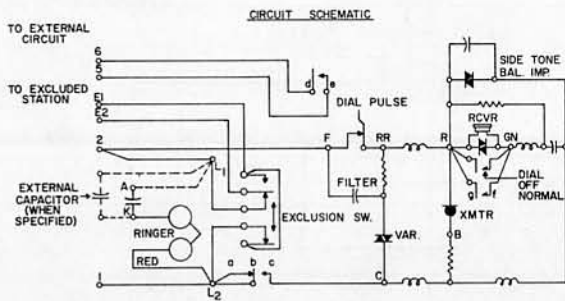 CIRCUIT SCHEMATIC
TO EXTERNAL
CIRCUIT
6
5
d e
SIDE TONE
BAL. IMP.
TO EXCLUDED
STATION
E1
E2
DIAL PULSE
RCVR
2
F
RR
R
GN
L1
EXTERNAL
CAPACITOR
(WHEN
SPECIFIED)
A
K
FILTER
g f
DIAL
OFF
NORMAL
EXCLUSION SW.
RINGER
XMTR
VAR.
B
RED
a b c
C
1
L2